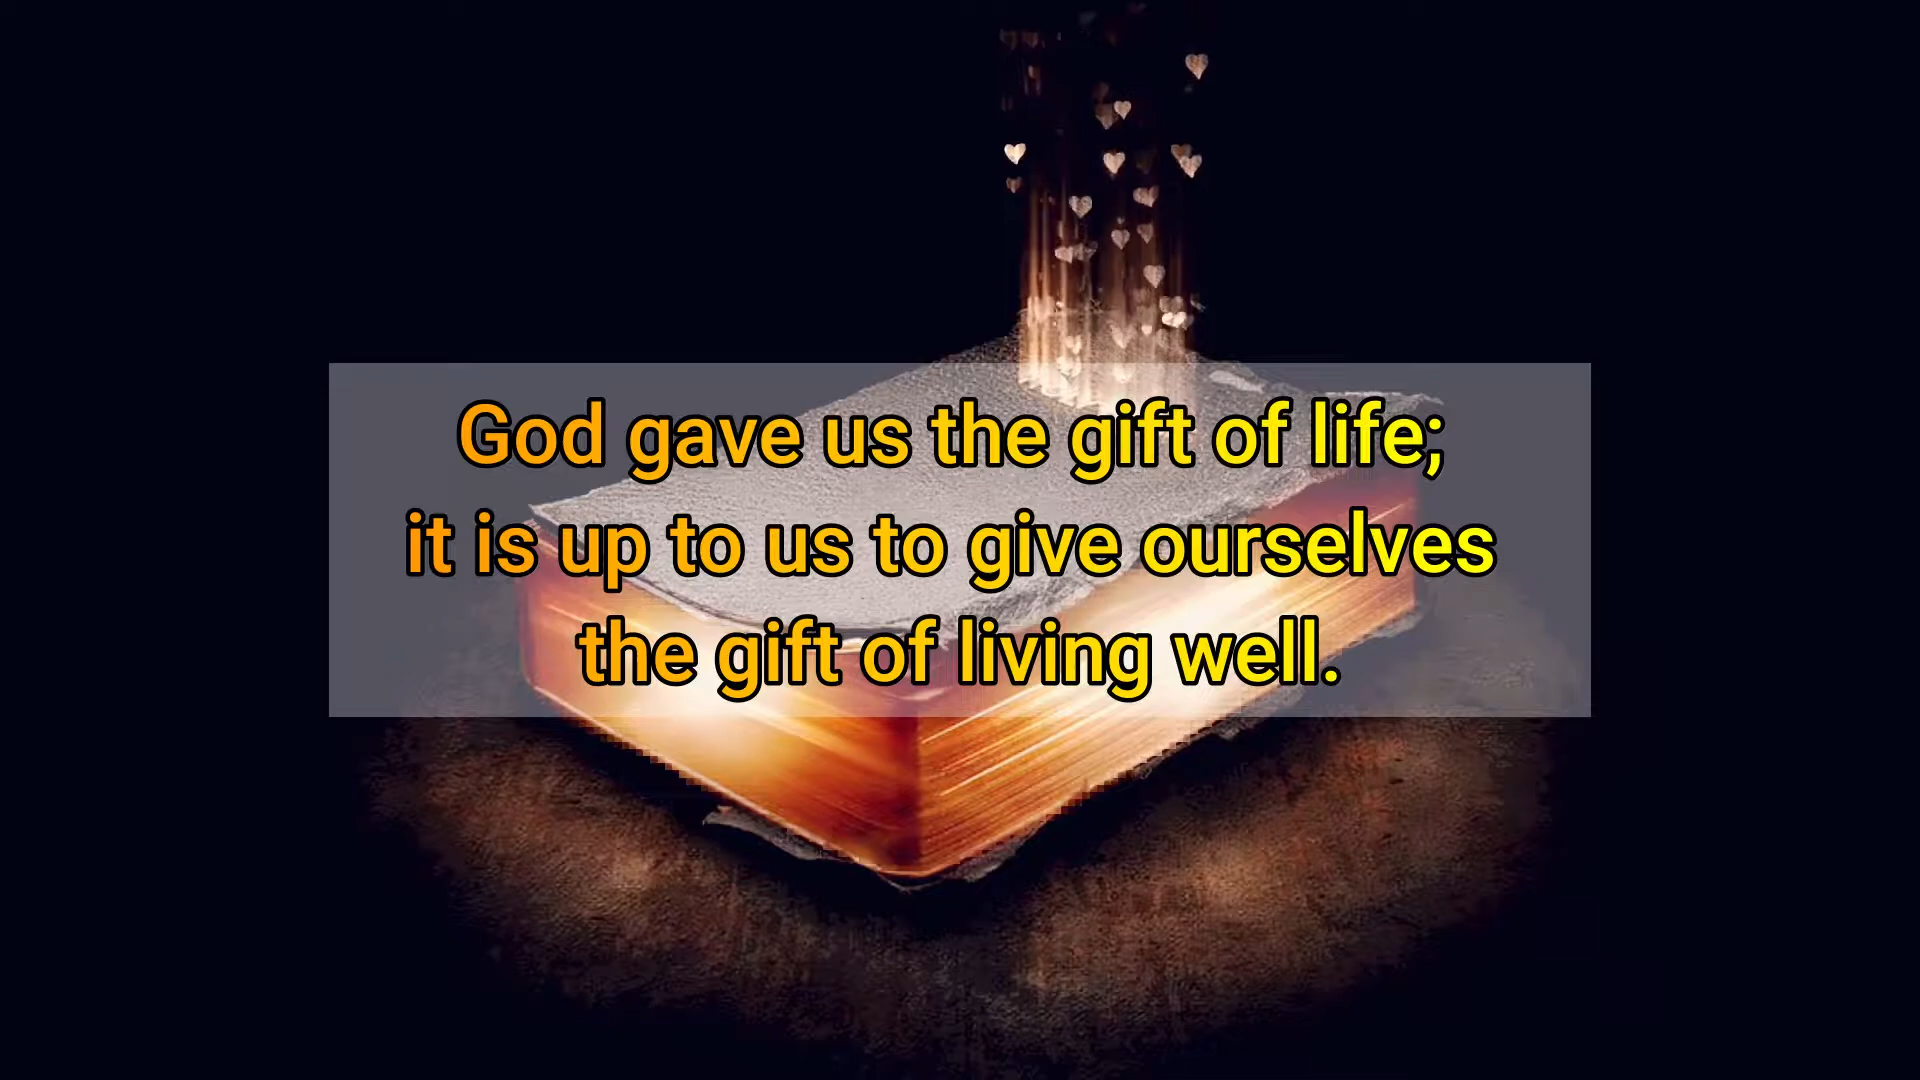 God gave us the gift of life;
it is up to us to give ourselves
the gift of living well.